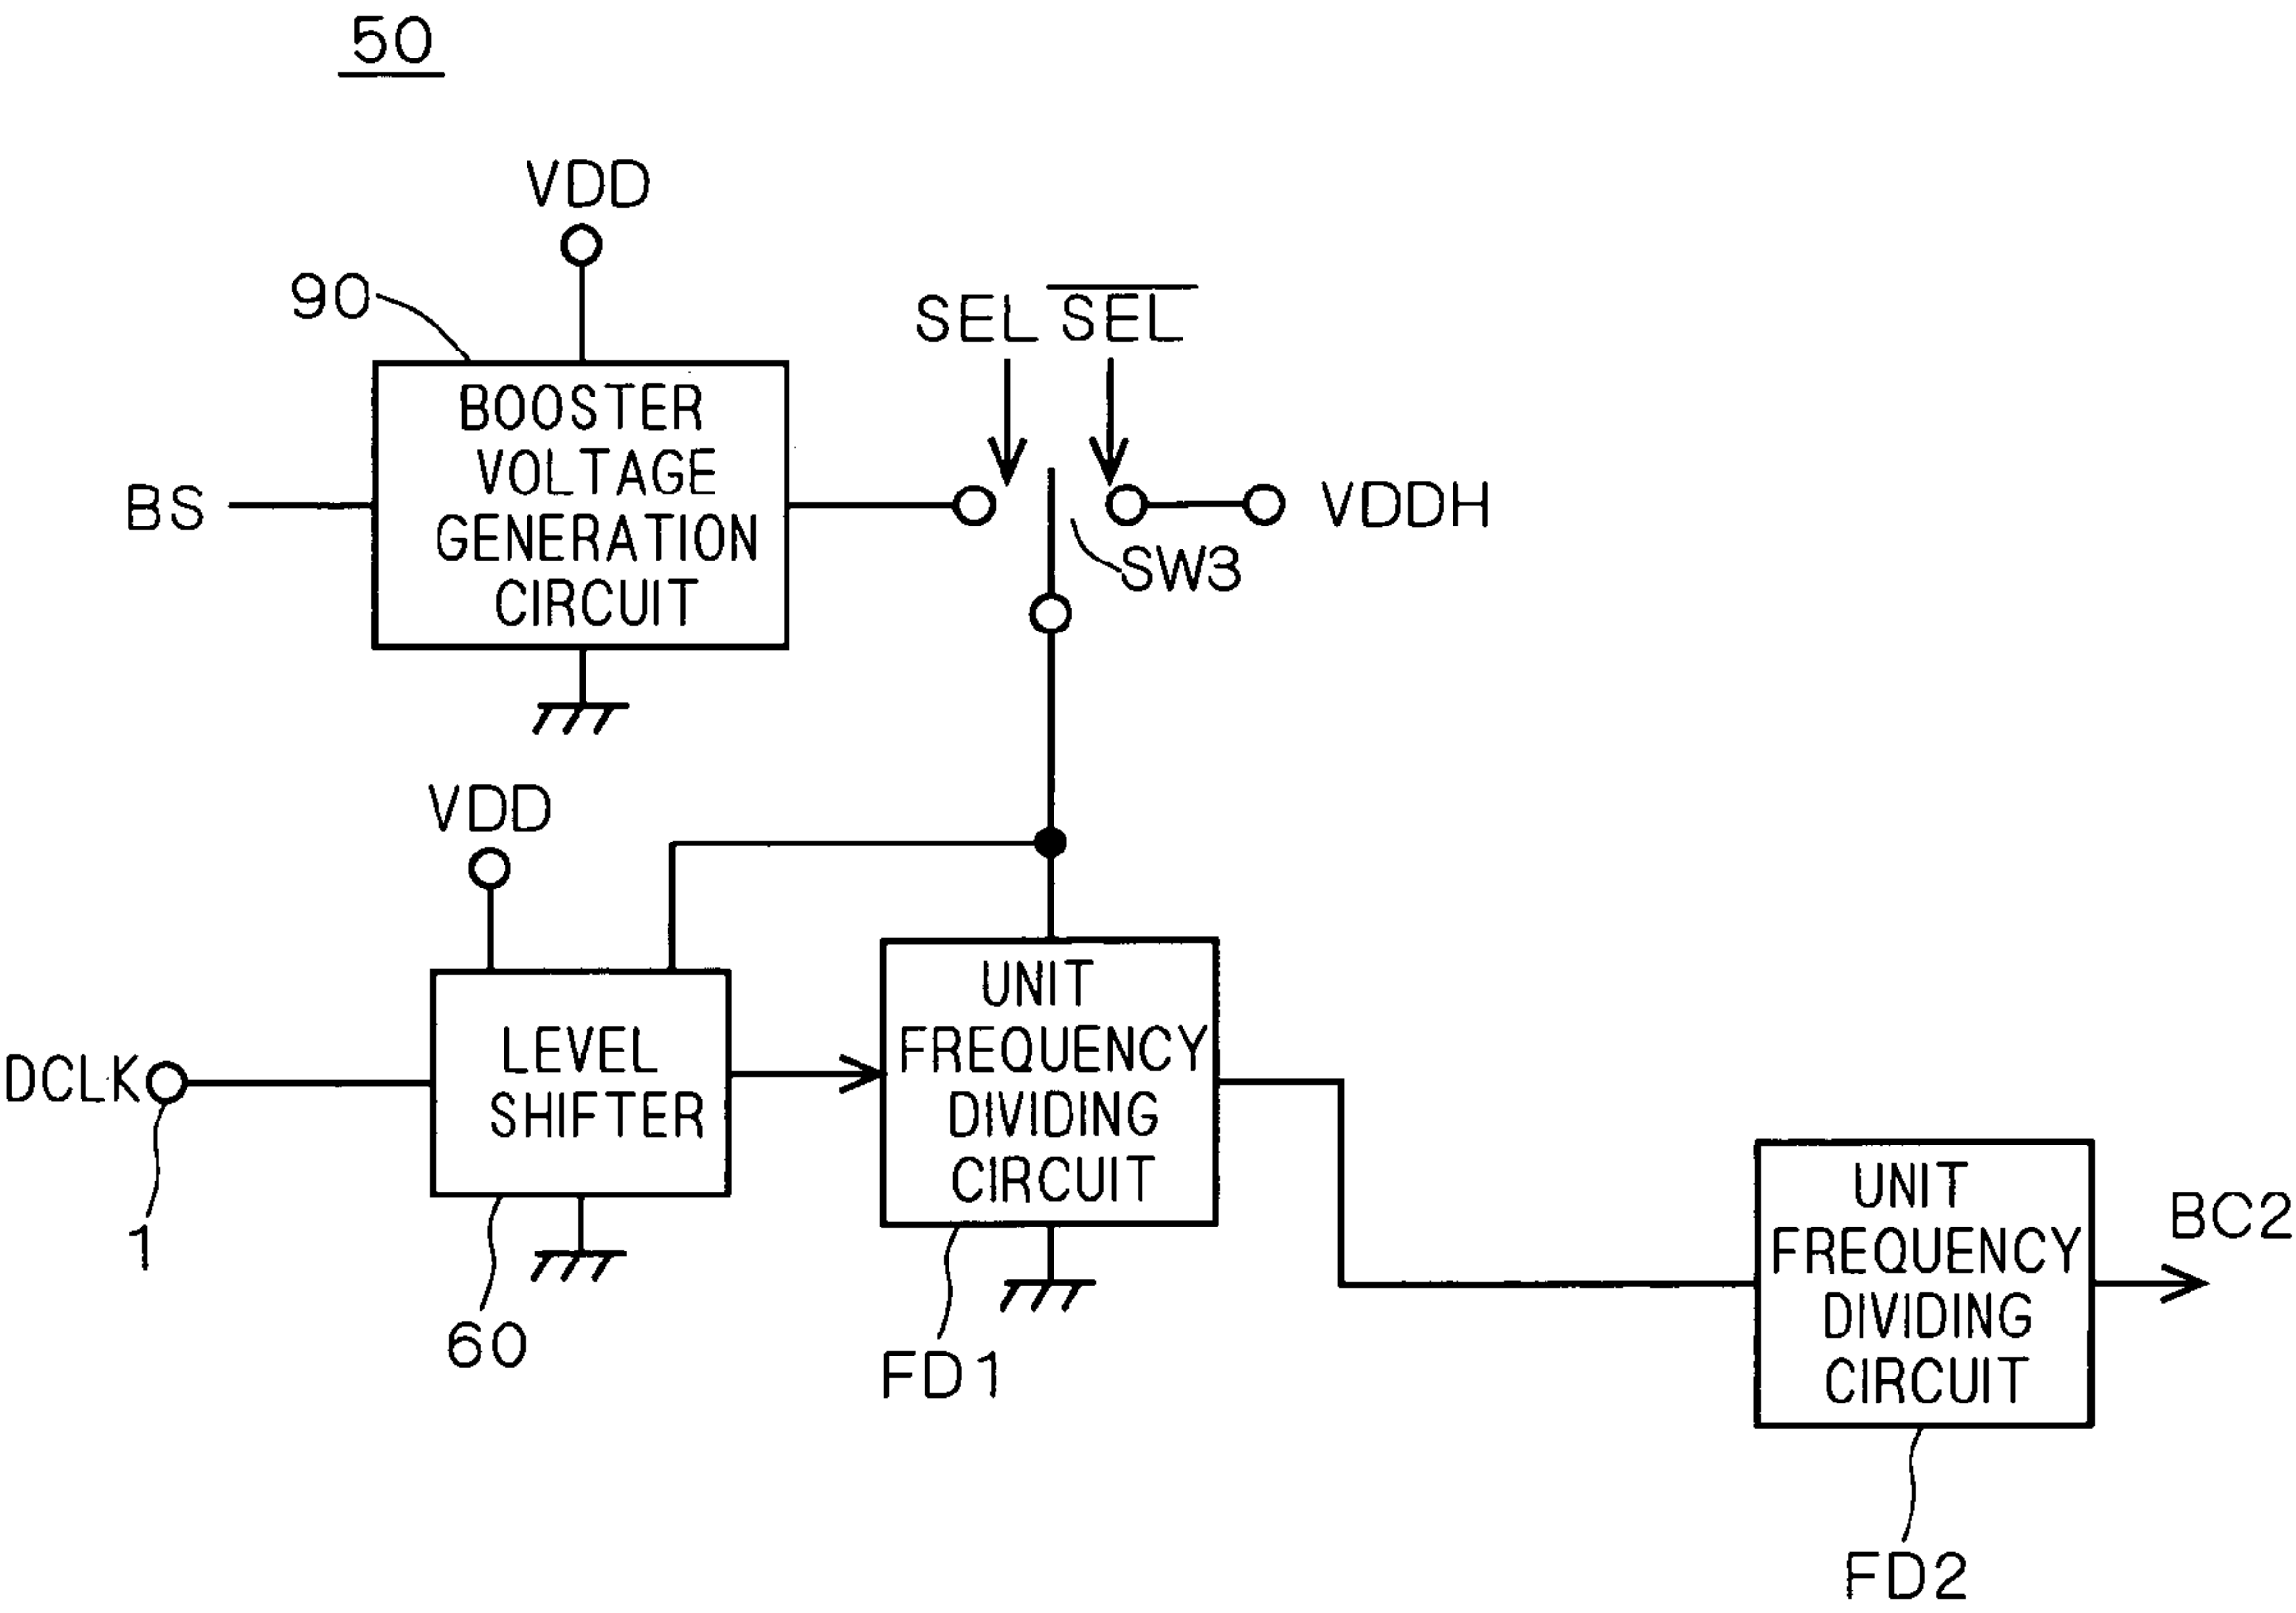 50
VDD
90
SEL S̅E̅L̅
BOOSTER
VOLTAGE
GENERATION
CIRCUIT
BS
VDDH
SW3
VDD
DCLK
LEVEL
SHIFTER
UNIT
FREQUENCY
DIVIDING
CIRCUIT
1
60
FD1
UNIT
FREQUENCY
DIVIDING
CIRCUIT
BC2
FD2